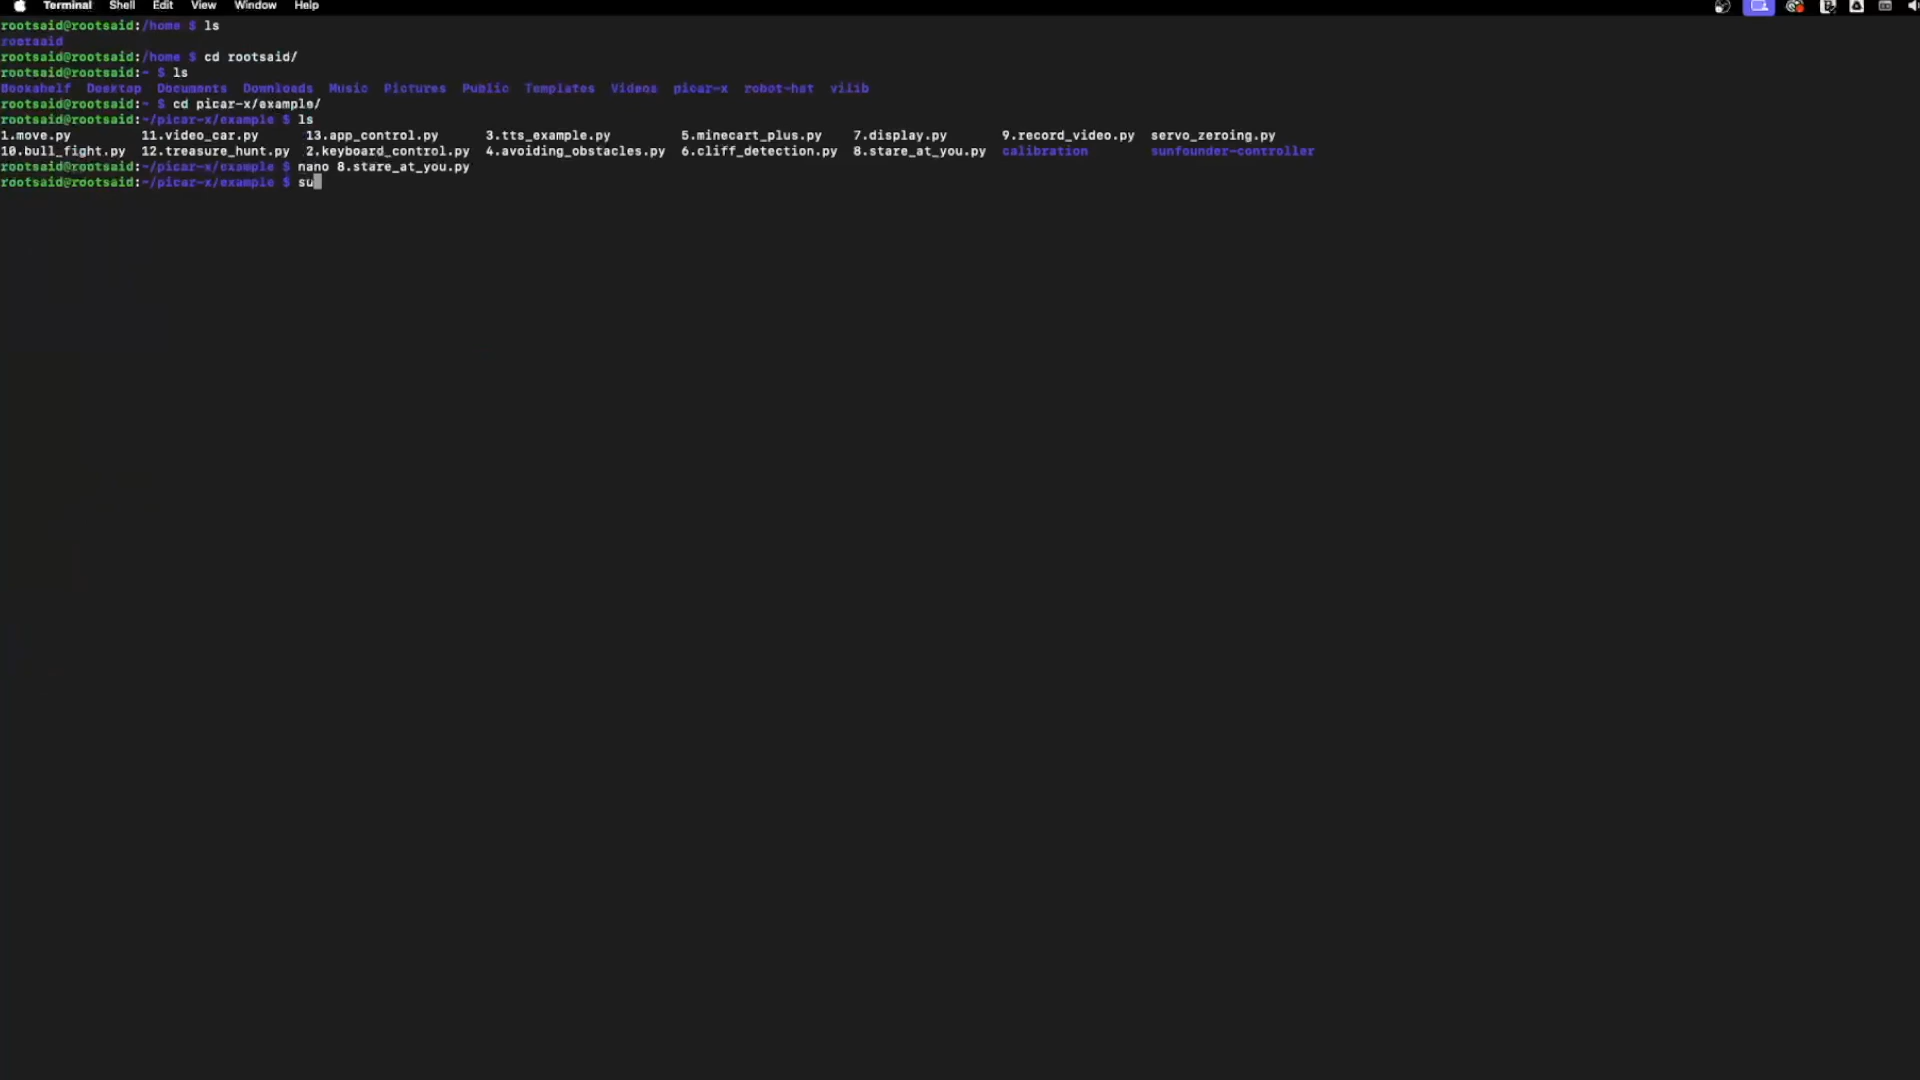 Terminal Shell Edit View Window Help
rootsaid@rootsaid:/home $ ls
rootsaid
rootsaid@rootsaid:/home $ cd rootsaid/
rootsaid@rootsaid:~ $ ls
Bookshelf Desktop Documents Downloads Music Pictures Public Templates Videos picar-x robot-hat vilib
rootsaid@rootsaid:~ $ cd picar-x/example/
rootsaid@rootsaid:~/picar-x/example $ ls
1.move.py 11.video_car.py 13.app_control.py 3.tts_example.py 5.minecart_plus.py 7.display.py 9.record_video.py servo_zeroing.py
10.bull_fight.py 12.treasure_hunt.py 2.keyboard_control.py 4.avoiding_obstacles.py 6.cliff_detection.py 8.stare_at_you.py calibration sunfounder-controller
rootsaid@rootsaid:~/picar-x/example $ nano 8.stare_at_you.py
rootsaid@rootsaid:~/picar-x/example $ su